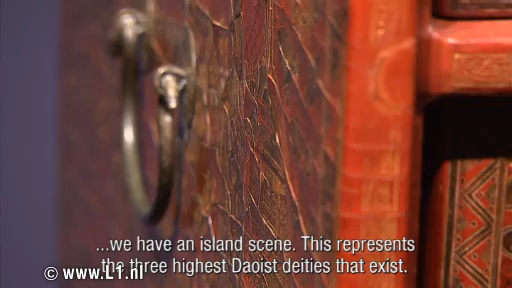 ...we have an island scene. This represents
the three highest Daoist deities that exist.
© www.L1.nl